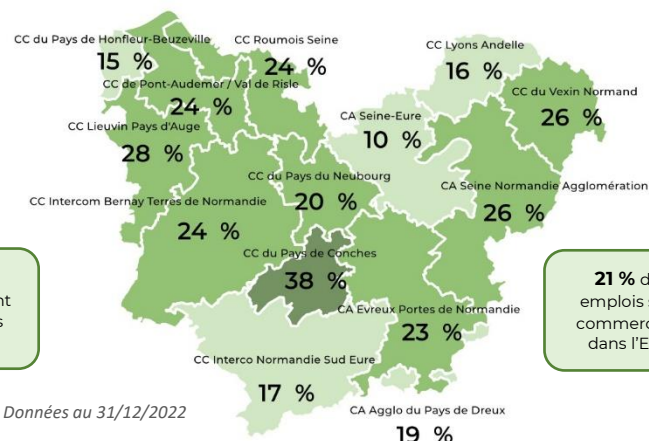 CC du Pays de Honfleur-Beuzeville
15 %
CC Roumois Seine
24 %
CC Lyons Andelle
16 %
CC de Pont-Audemer / Val de Risle
24 %
CC du Vexin Normand
26 %
CA Seine-Eure
10 %
CC Lieuvin Pays d'Auge
28 %
CC du Pays du Neubourg
20 %
CA Seine Normandie Agglomération
26 %
CC Intercom Bernay Terres de Normandie
24 %
CC du Pays de Conches
38 %
21 % d
emplois s
commerc
dans l'E
nt
s
CA Evreux Portes de Normandie
23 %
CC Interco Normandie Sud Eure
17 %
Données au 31/12/2022
CA Agglo du Pays de Dreux
19 %